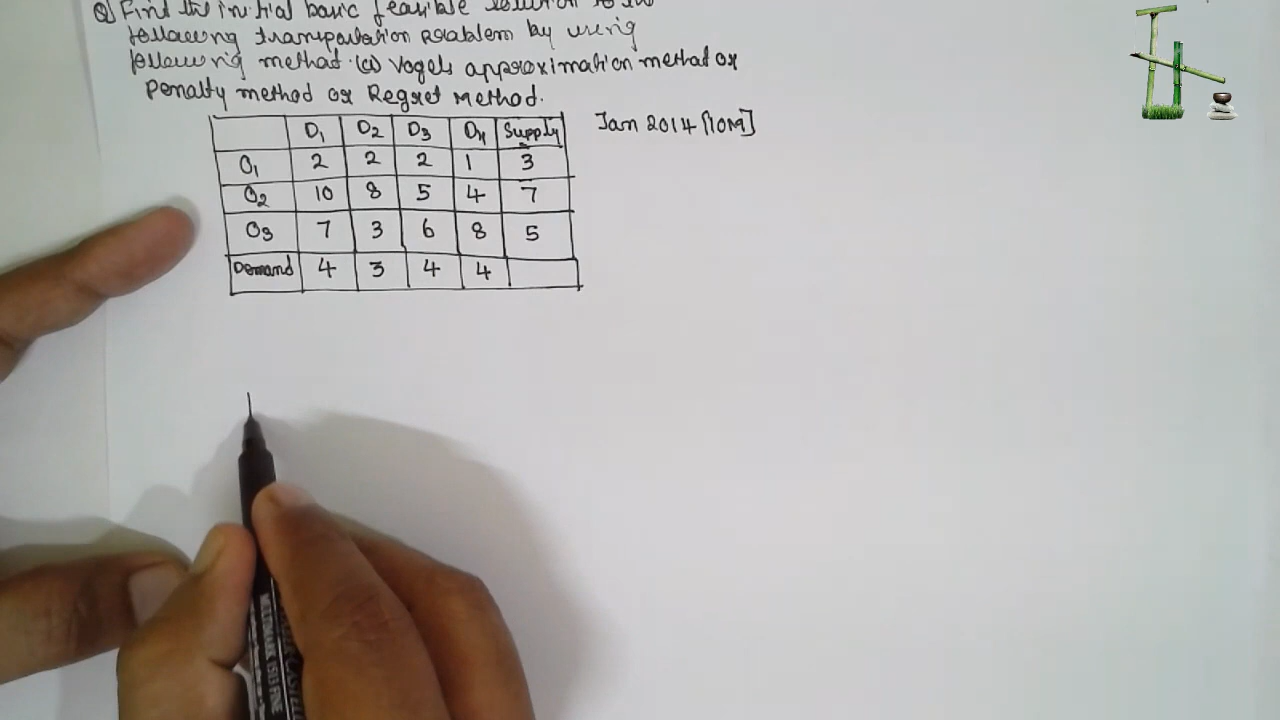 Q) Find the initial basic feasible solution to the
following transportation problem by using
following method. (a) Vogels approximation method or
Penalty method or Regret Method.
Jan 2014 [10M]
D1 D2 D3 D4 Supply
O1 2 2 2 1 3
O2 10 8 5 4 7
O3 7 3 6 8 5
Demand 4 3 4 4